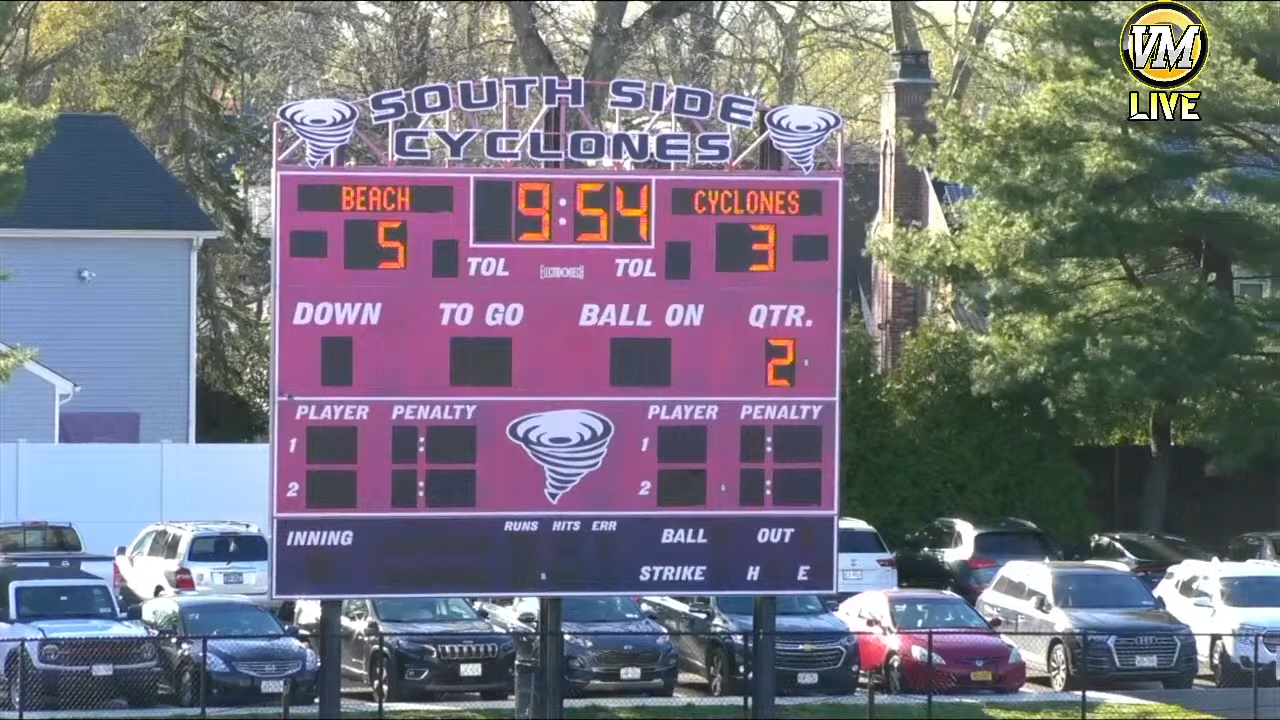 VM
LIVE
SOUTH SIDE
CYCLONES
BEACH 9:54 CYCLONES
5 TOL TOL 3
DOWN TO GO BALL ON QTR.
2
PLAYER PENALTY PLAYER PENALTY
1 : 1 :
2 : 2 :
RUNS HITS ERR
INNING BALL OUT
STRIKE H E